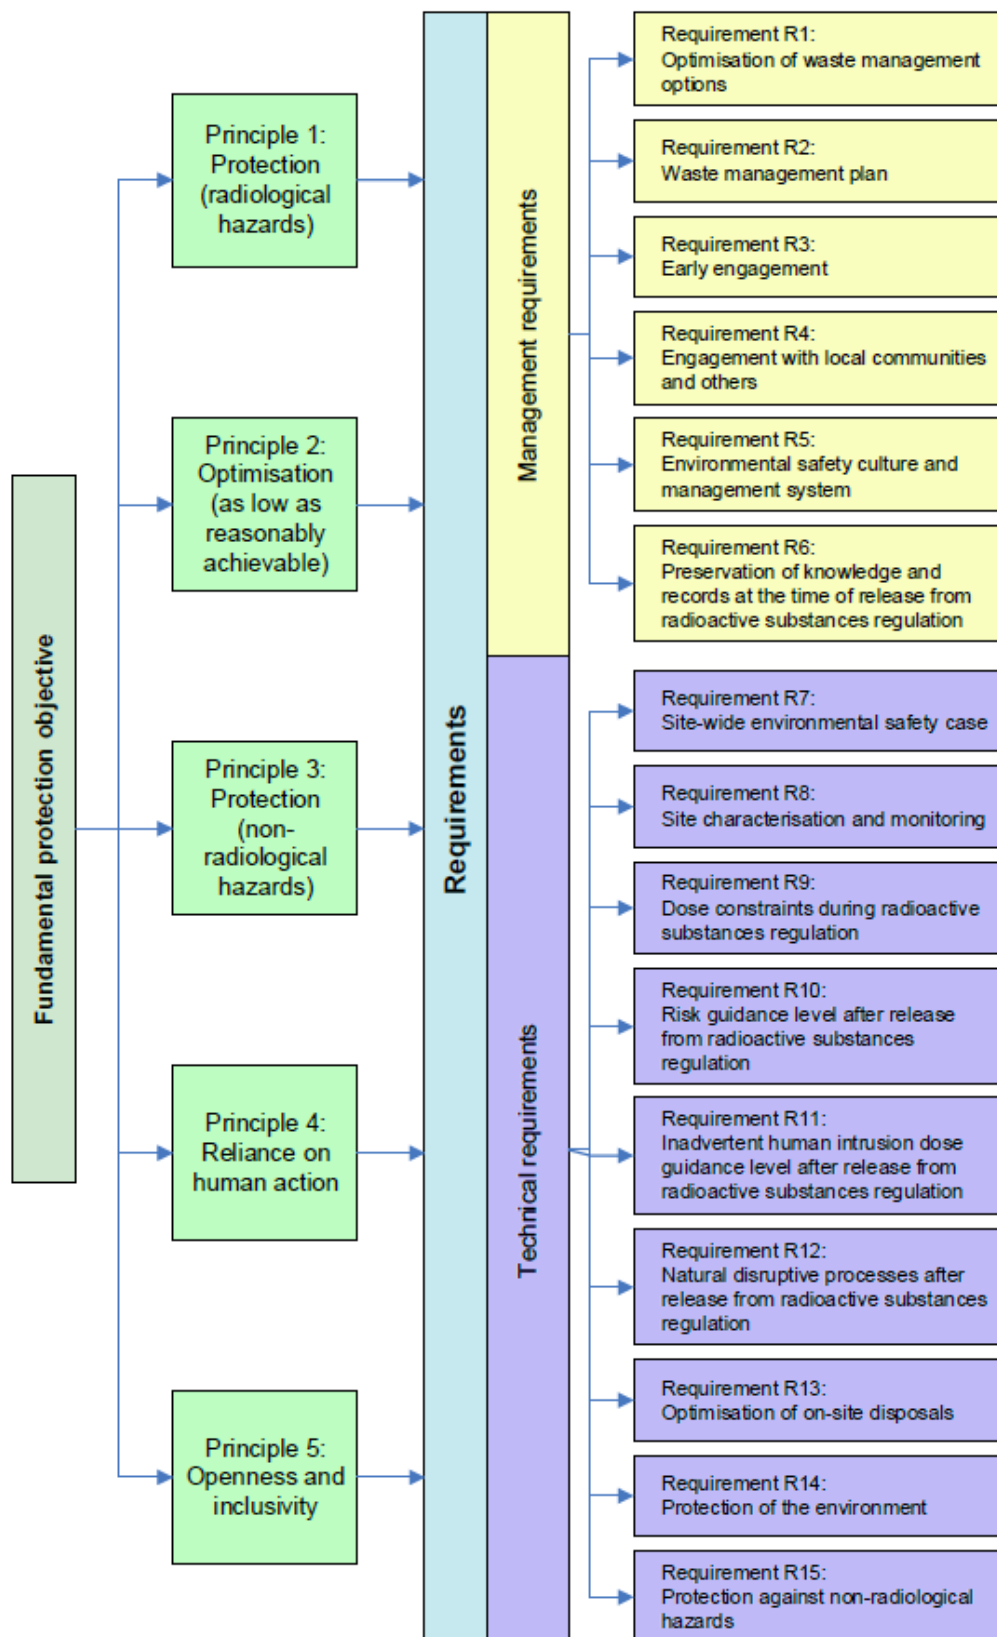 Fundamental protection objective
Principle 1:
Protection
(radiological
hazards)
Principle 2:
Optimisation
(as low as
reasonably
achievable)
Principle 3:
Protection
(non-
radiological
hazards)
Principle 4:
Reliance on
human action
Principle 5:
Openness and
inclusivity
Requirements
Management requirements
Requirement R1:
Optimisation of waste management
options
Requirement R2:
Waste management plan
Requirement R3:
Early engagement
Requirement R4:
Engagement with local communities
and others
Requirement R5:
Environmental safety culture and
management system
Requirement R6:
Preservation of knowledge and
records at the time of release from
radioactive substances regulation
Technical requirements
Requirement R7:
Site-wide environmental safety case
Requirement R8:
Site characterisation and monitoring
Requirement R9:
Dose constraints during radioactive
substances regulation
Requirement R10:
Risk guidance level after release
from radioactive substances
regulation
Requirement R11:
Inadvertent human intrusion dose
guidance level after release from
radioactive substances regulation
Requirement R12:
Natural disruptive processes after
release from radioactive substances
regulation
Requirement R13:
Optimisation of on-site disposals
Requirement R14:
Protection of the environment
Requirement R15:
Protection against non-radiological
hazards